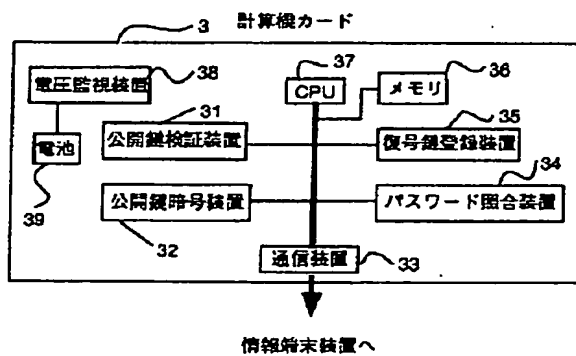 計算機カード
3
電圧監視装置
38
37
CPU
メモリ
36
31
公開鍵検証装置
35
復号鍵登録装置
電池
39
34
公開鍵暗号装置
32
パスワード照合装置
通信装置
33
情報端末装置へ